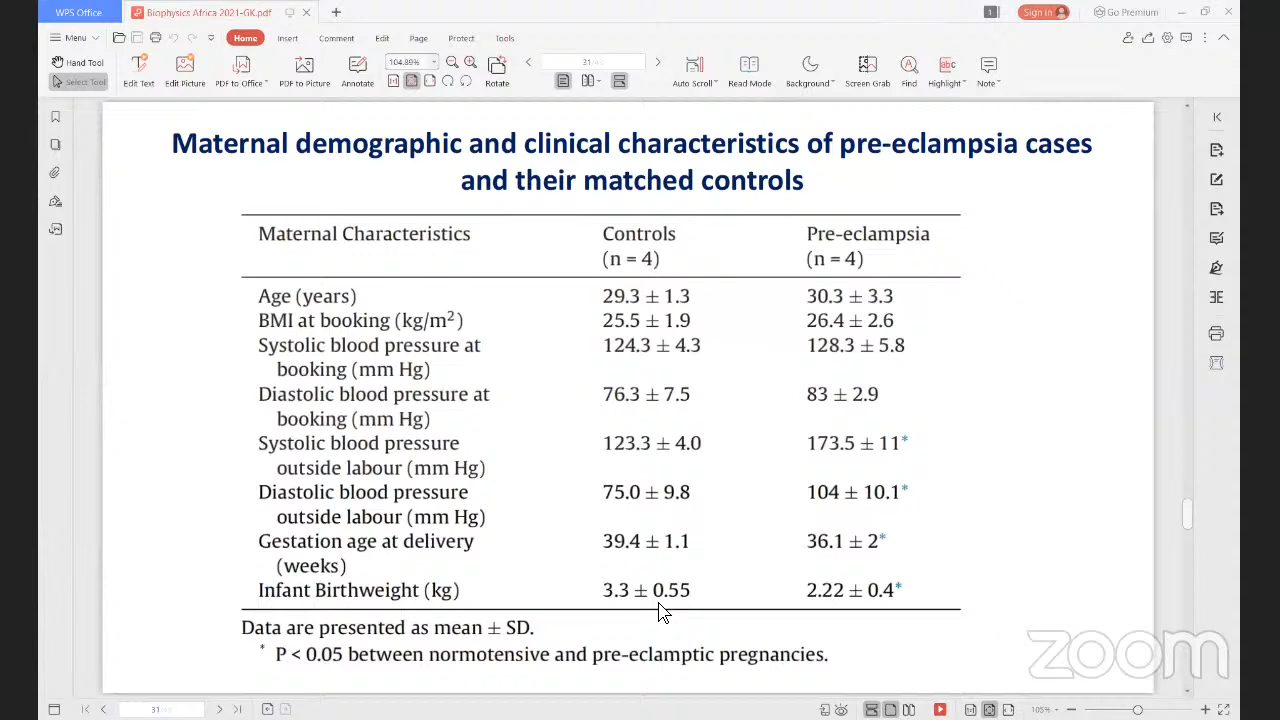 WPS Office
Biophysics Africa 2021-GK.pdf
1
Sign in
Go Premium
Menu
Home
Insert
Comment
Edit
Page
Protect
Tools
Hand Tool
Select Tool
Edit Text
Edit Picture
PDF to Office
PDF to Picture
Annotate
104.89%
Rotate
31
Auto Scroll
Read Mode
Background
Screen Grab
Find
Highlight
Note
Maternal demographic and clinical characteristics of pre-eclampsia cases
and their matched controls
Maternal Characteristics Controls Pre-eclampsia
(n = 4) (n = 4)
Age (years) 29.3 ± 1.3 30.3 ± 3.3
BMI at booking (kg/m²) 25.5 ± 1.9 26.4 ± 2.6
Systolic blood pressure at 124.3 ± 4.3 128.3 ± 5.8
booking (mm Hg)
Diastolic blood pressure at 76.3 ± 7.5 83 ± 2.9
booking (mm Hg)
Systolic blood pressure 123.3 ± 4.0 173.5 ± 11*
outside labour (mm Hg)
Diastolic blood pressure 75.0 ± 9.8 104 ± 10.1*
outside labour (mm Hg)
Gestation age at delivery 39.4 ± 1.1 36.1 ± 2*
(weeks)
Infant Birthweight (kg) 3.3 ± 0.55 2.22 ± 0.4*
Data are presented as mean ± SD.
* P < 0.05 between normotensive and pre-eclamptic pregnancies.
zoom
31
105%